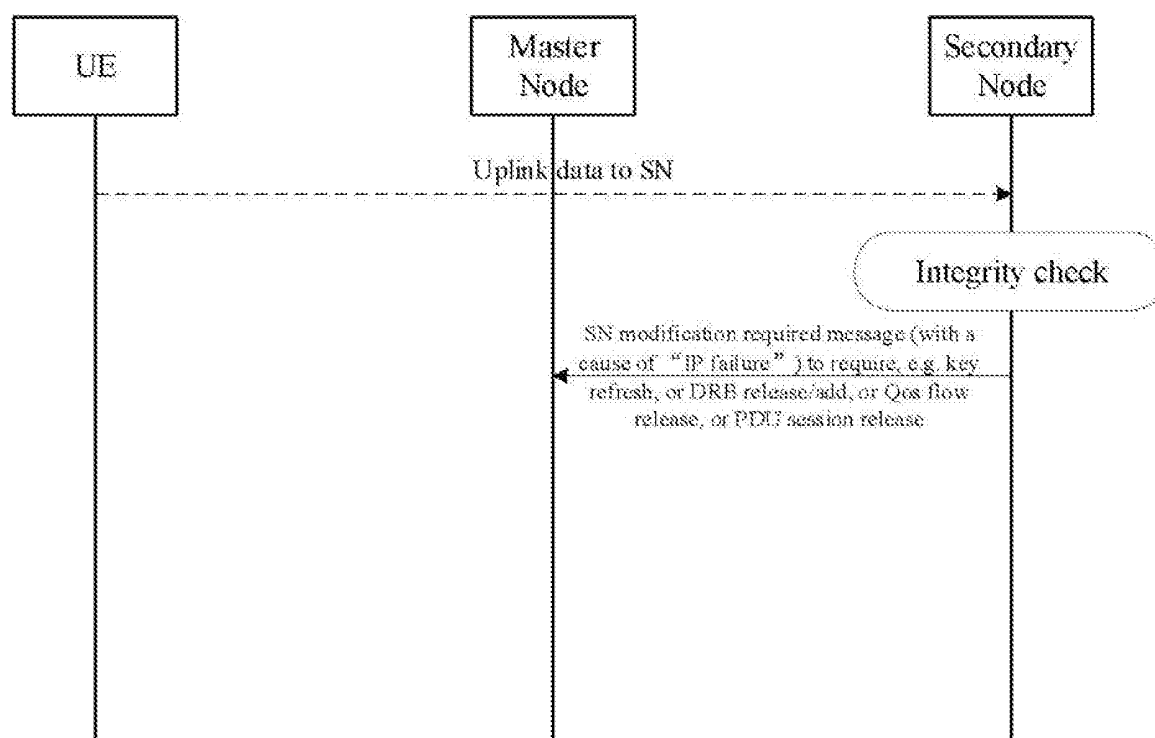 UE
Master
Node
Secondary
Node
Uplink data to SN
Integrity check
SN modification required message (with a
cause of “IP failure”) to require, e.g. key
refresh, or DRB release/add, or Qos flow
release, or PDU session release